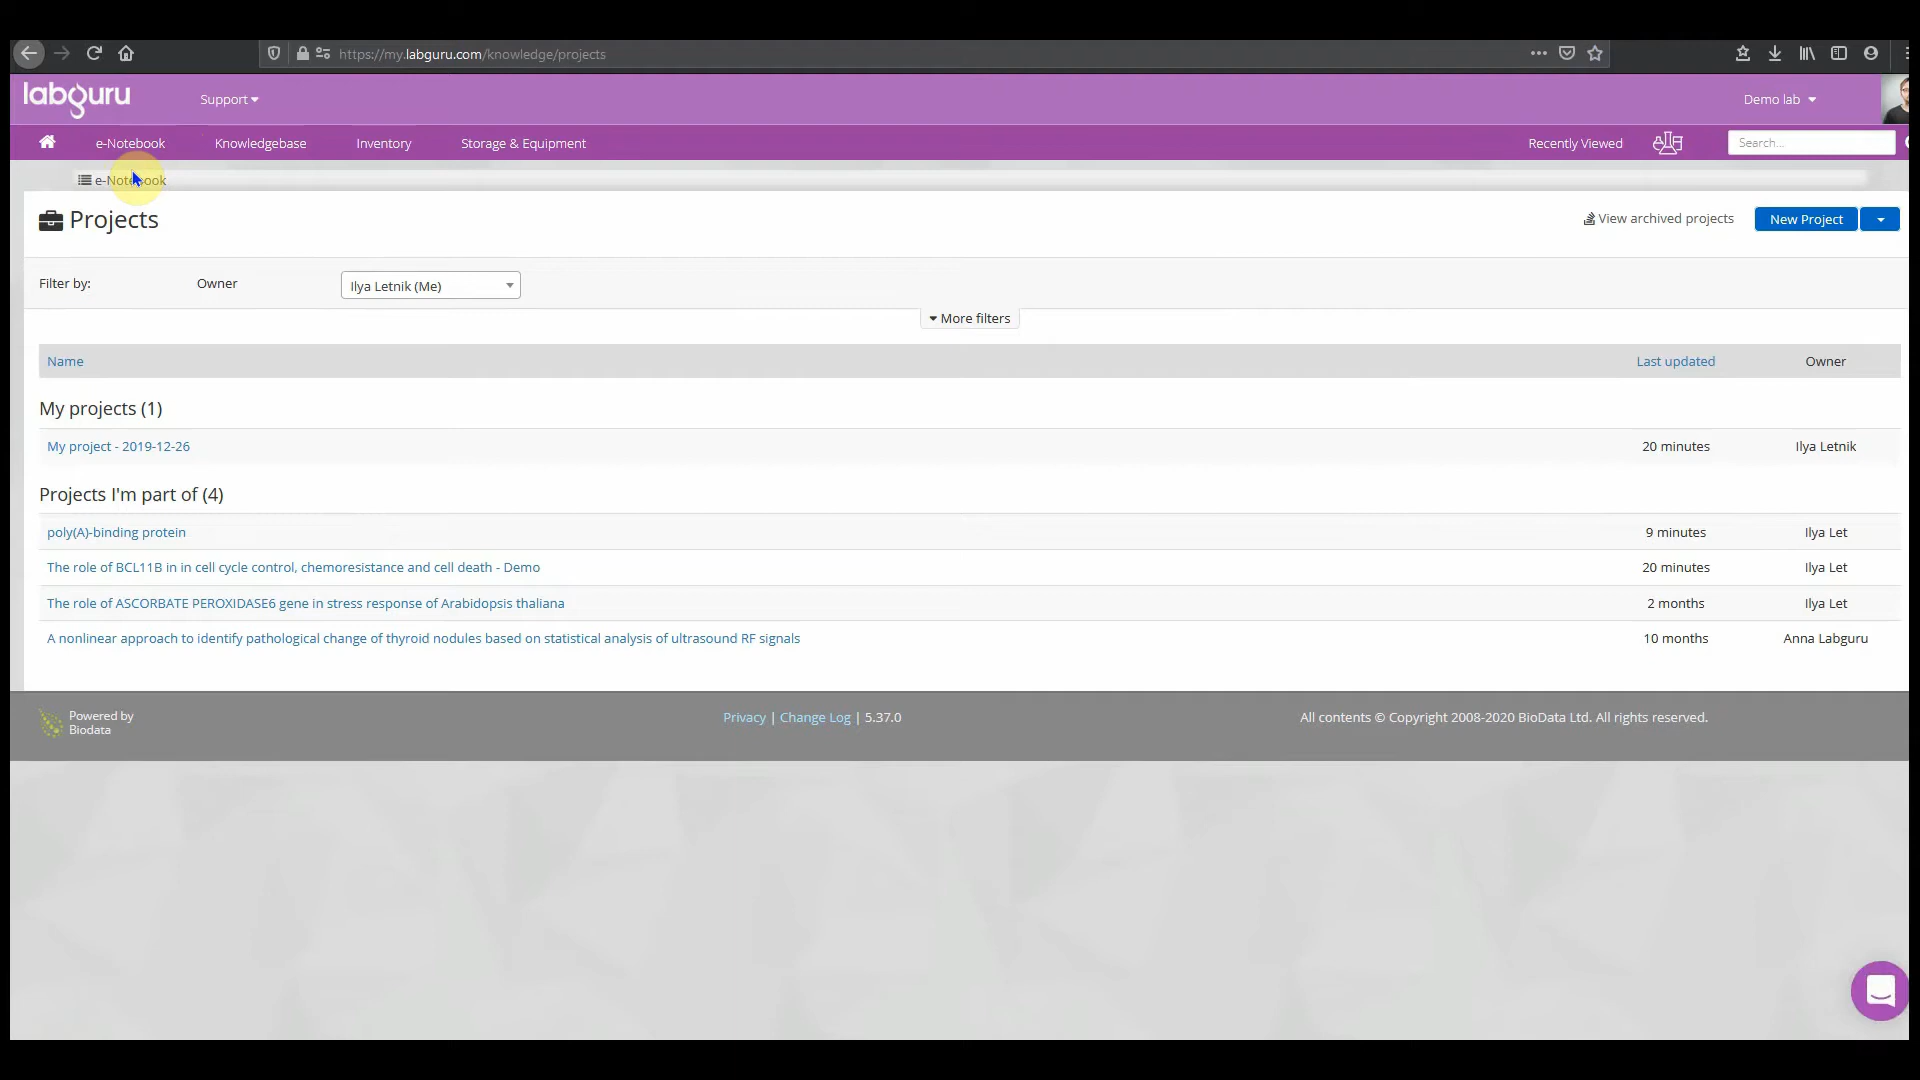 https://my.labguru.com/knowledge/projects
labguru
Support
Demo lab
e-Notebook
Knowledgebase
Inventory
Storage & Equipment
Recently Viewed
Search...
e-Notebook
Projects
View archived projects
New Project
Filter by:
Owner
Ilya Letnik (Me)
More filters
Name
Last updated
Owner
My projects (1)
My project - 2019-12-26
20 minutes
Ilya Letnik
Projects I'm part of (4)
poly(A)-binding protein
9 minutes
Ilya Let
The role of BCL11B in in cell cycle control, chemoresistance and cell death - Demo
20 minutes
Ilya Let
The role of ASCORBATE PEROXIDASE6 gene in stress response of Arabidopsis thaliana
2 months
Ilya Let
A nonlinear approach to identify pathological change of thyroid nodules based on statistical analysis of ultrasound RF signals
10 months
Anna Labguru
Powered by
Biodata
Privacy | Change Log | 5.37.0
All contents © Copyright 2008-2020 BioData Ltd. All rights reserved.